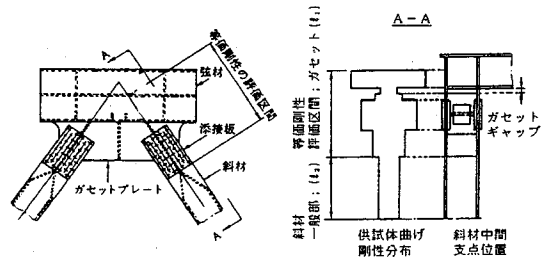 A
等価剛性の評価区間
弦材
添接板
斜材
ガセットプレート
A
A－A
等価剛性
評価区間；ガセット(ℓ₁)
斜材
一般部；(ℓ₂)
ガセット
ギャップ
供試体曲げ
剛性分布
斜材中間
支点位置